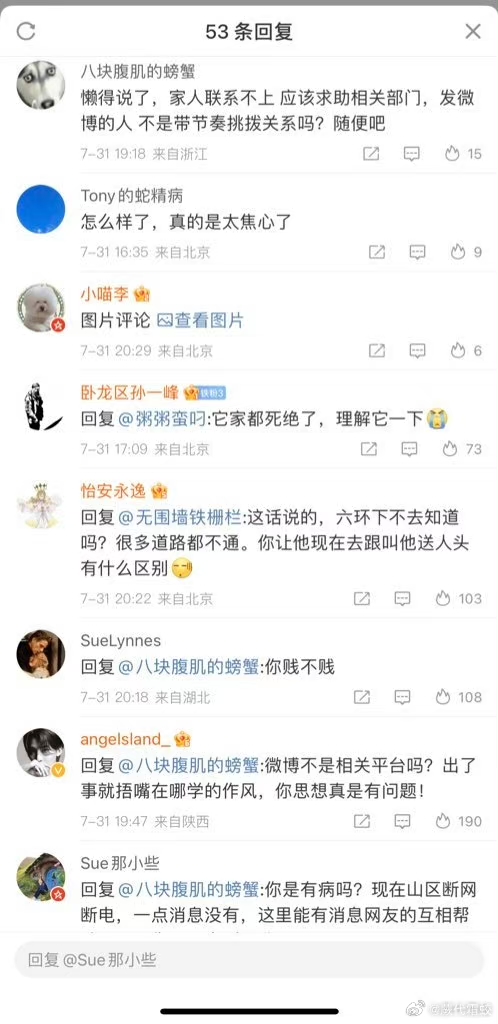 53 条回复
八块腹肌的螃蟹
懒得说了，家人联系不上 应该求助相关部门，发微
博的人 不是带节奏挑拨关系吗？随便吧
7-31 19:18 来自浙江
15
Tony的蛇精病
怎么样了，真的是太焦心了
7-31 16:35 来自北京
9
小喵李
图片评论 查看图片
7-31 20:29 来自北京
6
卧龙区孙一峰 铁粉3
回复@粥粥蛮叼:它家都死绝了，理解它一下
7-31 17:09 来自北京
73
怡安永逸
回复@无围墙铁栅栏:这话说的，六环下不去知道
吗？很多道路都不通。你让他现在去跟叫他送人头
有什么区别
7-31 20:22 来自北京
103
SueLynnes
回复@八块腹肌的螃蟹:你贱不贱
7-31 20:18 来自湖北
108
angelsland_
回复@八块腹肌的螃蟹:微博不是相关平台吗？出了
事就捂嘴在哪学的作风，你思想真是有问题！
7-31 19:47 来自陕西
190
Sue那小些
回复@八块腹肌的螃蟹:你是有病吗？现在山区断网
断电，一点消息没有，这里能有消息网友的互相帮
回复@Sue那小些